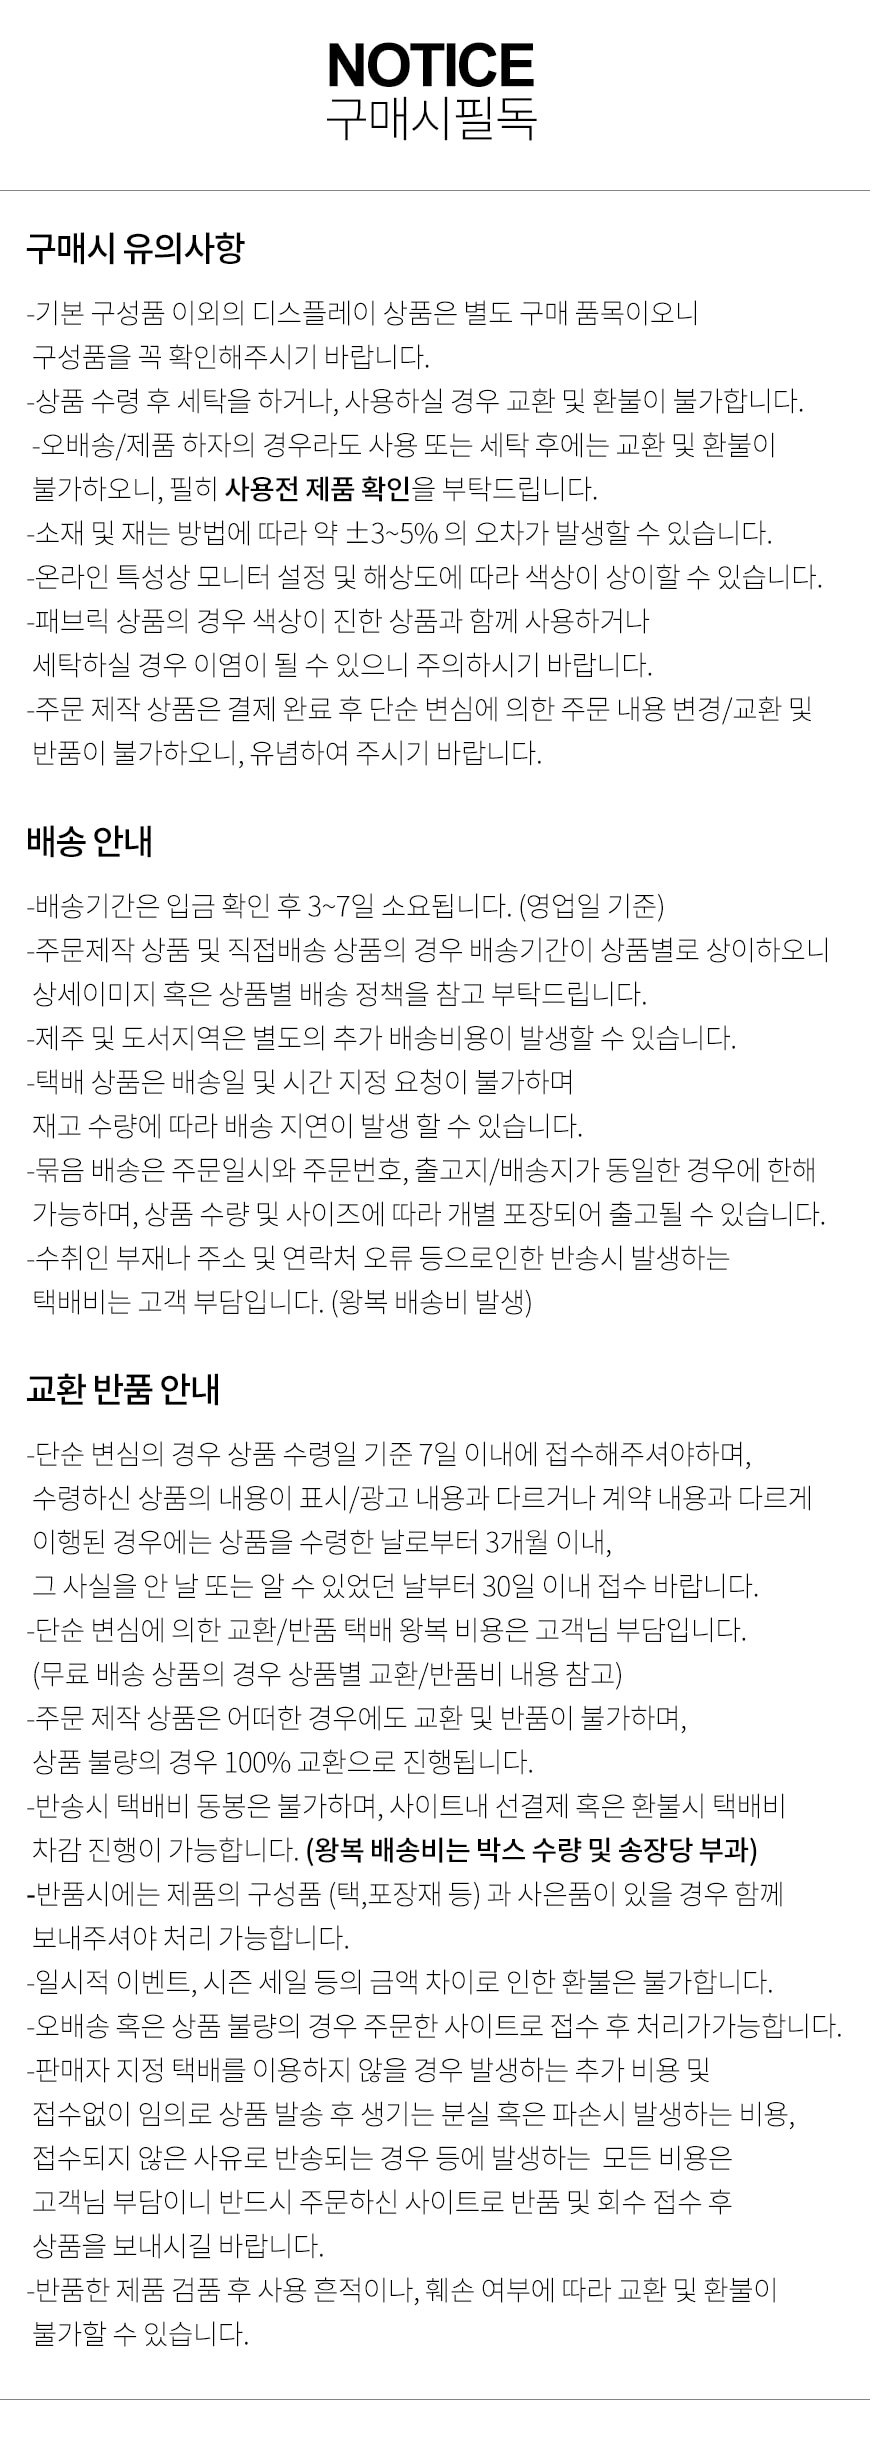 NOTICE
구매시필독
구매시 유의사항
-기본 구성품 이외의 디스플레이 상품은 별도 구매 품목이오니
구성품을 꼭 확인해주시기 바랍니다.
-상품 수령 후 세탁을 하거나, 사용하실 경우 교환 및 환불이 불가합니다.
-오배송/제품 하자의 경우라도 사용 또는 세탁 후에는 교환 및 환불이
불가하오니, 필히 사용전 제품 확인을 부탁드립니다.
-소재 및 재는 방법에 따라 약 ±3~5% 의 오차가 발생할 수 있습니다.
-온라인 특성상 모니터 설정 및 해상도에 따라 색상이 상이할 수 있습니다.
-패브릭 상품의 경우 색상이 진한 상품과 함께 사용하거나
세탁하실 경우 이염이 될 수 있으니 주의하시기 바랍니다.
-주문 제작 상품은 결제 완료 후 단순 변심에 의한 주문 내용 변경/교환 및
반품이 불가하오니, 유념하여 주시기 바랍니다.
배송 안내
-배송기간은 입금 확인 후 3~7일 소요됩니다. (영업일 기준)
-주문제작 상품 및 직접배송 상품의 경우 배송기간이 상품별로 상이하오니
상세이미지 혹은 상품별 배송 정책을 참고 부탁드립니다.
-제주 및 도서지역은 별도의 추가 배송비용이 발생할 수 있습니다.
-택배 상품은 배송일 및 시간 지정 요청이 불가하며
재고 수량에 따라 배송 지연이 발생 할 수 있습니다.
-묶음 배송은 주문일시와 주문번호, 출고지/배송지가 동일한 경우에 한해
가능하며, 상품 수량 및 사이즈에 따라 개별 포장되어 출고될 수 있습니다.
-수취인 부재나 주소 및 연락처 오류 등으로인한 반송시 발생하는
택배비는 고객 부담입니다. (왕복 배송비 발생)
교환 반품 안내
-단순 변심의 경우 상품 수령일 기준 7일 이내에 접수해주셔야하며,
수령하신 상품의 내용이 표시/광고 내용과 다르거나 계약 내용과 다르게
이행된 경우에는 상품을 수령한 날로부터 3개월 이내,
그 사실을 안 날 또는 알 수 있었던 날부터 30일 이내 접수 바랍니다.
-단순 변심에 의한 교환/반품 택배 왕복 비용은 고객님 부담입니다.
(무료 배송 상품의 경우 상품별 교환/반품비 내용 참고)
-주문 제작 상품은 어떠한 경우에도 교환 및 반품이 불가하며,
상품 불량의 경우 100% 교환으로 진행됩니다.
-반송시 택배비 동봉은 불가하며, 사이트내 선결제 혹은 환불시 택배비
차감 진행이 가능합니다. (왕복 배송비는 박스 수량 및 송장당 부과)
-반품시에는 제품의 구성품 (택,포장재 등) 과 사은품이 있을 경우 함께
보내주셔야 처리 가능합니다.
-일시적 이벤트, 시즌 세일 등의 금액 차이로 인한 환불은 불가합니다.
-오배송 혹은 상품 불량의 경우 주문한 사이트로 접수 후 처리가가능합니다.
-판매자 지정 택배를 이용하지 않을 경우 발생하는 추가 비용 및
접수없이 임의로 상품 발송 후 생기는 분실 혹은 파손시 발생하는 비용,
접수되지 않은 사유로 반송되는 경우 등에 발생하는 모든 비용은
고객님 부담이니 반드시 주문하신 사이트로 반품 및 회수 접수 후
상품을 보내시길 바랍니다.
-반품한 제품 검품 후 사용 흔적이나, 훼손 여부에 따라 교환 및 환불이
불가할 수 있습니다.